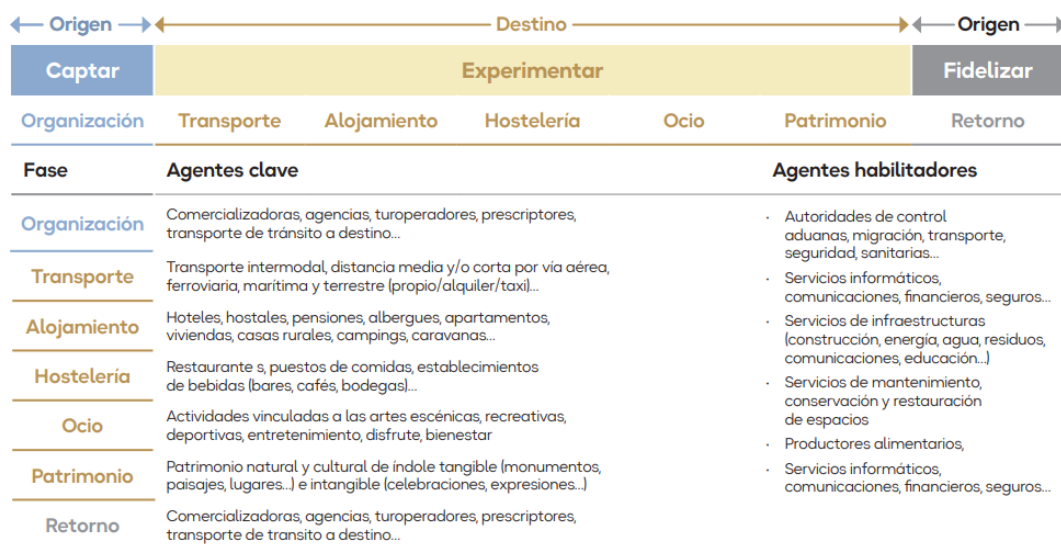 Origen Destino Origen
Captar Experimentar Fidelizar
Organización Transporte Alojamiento Hostelería Ocio Patrimonio Retorno
Fase Agentes clave Agentes habilitadores
Organización
Comercializadoras, agencias, turoperadores, prescriptores,
transporte de tránsito a destino...
Transporte
Transporte intermodal, distancia media y/o corta por vía aérea,
ferroviaria, marítima y terrestre (propio/alquiler/taxi)...
Alojamiento
Hoteles, hostales, pensiones, albergues, apartamentos,
viviendas, casas rurales, campings, caravanas...
Hostelería
Restaurante s, puestos de comidas, establecimientos
de bebidas (bares, cafés, bodegas)...
Ocio
Actividades vinculadas a las artes escénicas, recreativas,
deportivas, entretenimiento, disfrute, bienestar
Patrimonio
Patrimonio natural y cultural de índole tangible (monumentos,
paisajes, lugares...) e intangible (celebraciones, expresiones...)
Retorno
Comercializadoras, agencias, turoperadores, prescriptores,
transporte de transito a destino...
· Autoridades de control
aduanas, migración, transporte,
seguridad, sanitarias...
· Servicios informáticos,
comunicaciones, financieros, seguros...
· Servicios de infraestructuras
(construcción, energía, agua, residuos,
comunicaciones, educación...)
· Servicios de mantenimiento,
conservación y restauración
de espacios
· Productores alimentarios,
· Servicios informáticos,
comunicaciones, financieros, seguros...